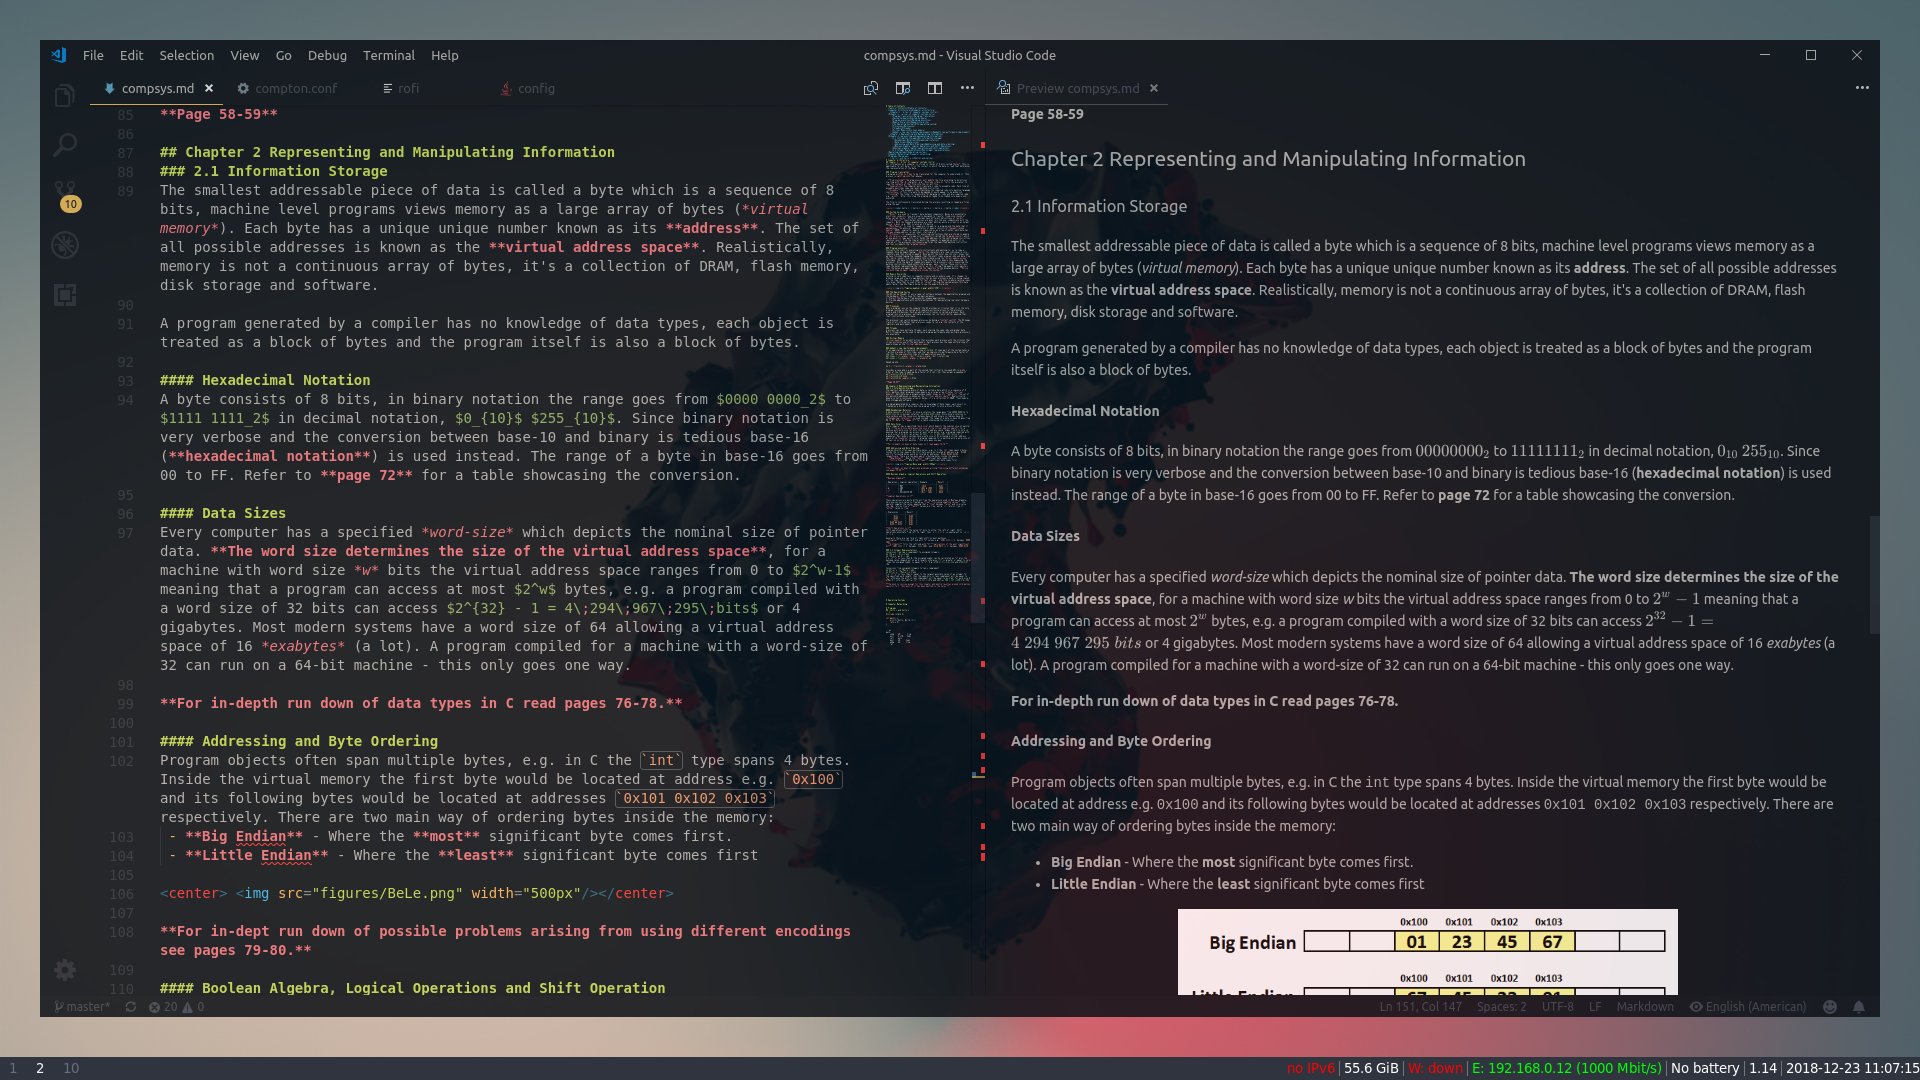 File Edit Selection View Go Debug Terminal Help
compsys.md - Visual Studio Code
compsys.md × compton.conf rofi config
Preview compsys.md ×
10
85 **Page 58-59**
86
87 ## Chapter 2 Representing and Manipulating Information
88 ### 2.1 Information Storage
89 The smallest addressable piece of data is called a byte which is a sequence of 8
bits, machine level programs views memory as a large array of bytes (*virtual
memory*). Each byte has a unique unique number known as its **address**. The set of
all possible addresses is known as the **virtual address space**. Realistically,
memory is not a continuous array of bytes, it's a collection of DRAM, flash memory,
disk storage and software.
90
91 A program generated by a compiler has no knowledge of data types, each object is
treated as a block of bytes and the program itself is also a block of bytes.
92
93 #### Hexadecimal Notation
94 A byte consists of 8 bits, in binary notation the range goes from $0000 0000_2$ to
$1111 1111_2$ in decimal notation, $0_{10}$ $255_{10}$. Since binary notation is
very verbose and the conversion between base-10 and binary is tedious base-16
(**hexadecimal notation**) is used instead. The range of a byte in base-16 goes from
00 to FF. Refer to **page 72** for a table showcasing the conversion.
95
96 #### Data Sizes
97 Every computer has a specified *word-size* which depicts the nominal size of pointer
data. **The word size determines the size of the virtual address space**, for a
machine with word size *w* bits the virtual address space ranges from 0 to $2^w-1$
meaning that a program can access at most $2^w$ bytes, e.g. a program compiled with
a word size of 32 bits can access $2^{32} - 1 = 4\;294\;967\;295\;bits$ or 4
gigabytes. Most modern systems have a word size of 64 allowing a virtual address
space of 16 *exabytes* (a lot). A program compiled for a machine with a word-size of
32 can run on a 64-bit machine - this only goes one way.
98
99 **For in-depth run down of data types in C read pages 76-78.**
100
101 #### Addressing and Byte Ordering
102 Program objects often span multiple bytes, e.g. in C the `int` type spans 4 bytes.
Inside the virtual memory the first byte would be located at address e.g. `0x100`
and its following bytes would be located at addresses `0x101 0x102 0x103`
respectively. There are two main way of ordering bytes inside the memory:
103 - **Big Endian** - Where the **most** significant byte comes first.
104 - **Little Endian** - Where the **least** significant byte comes first
105
106 <center> <img src="figures/BeLe.png" width="500px"/></center>
107
108 **For in-dept run down of possible problems arising from using different encodings
see pages 79-80.**
109
110 #### Boolean Algebra, Logical Operations and Shift Operation
Page 58-59
Chapter 2 Representing and Manipulating Information
2.1 Information Storage
The smallest addressable piece of data is called a byte which is a sequence of 8 bits, machine level programs views memory as a
large array of bytes (virtual memory). Each byte has a unique unique number known as its address. The set of all possible addresses
is known as the virtual address space. Realistically, memory is not a continuous array of bytes, it's a collection of DRAM, flash
memory, disk storage and software.
A program generated by a compiler has no knowledge of data types, each object is treated as a block of bytes and the program
itself is also a block of bytes.
Hexadecimal Notation
A byte consists of 8 bits, in binary notation the range goes from 00000000₂ to 11111111₂ in decimal notation, 0₁₀ 255₁₀. Since
binary notation is very verbose and the conversion between base-10 and binary is tedious base-16 (hexadecimal notation) is used
instead. The range of a byte in base-16 goes from 00 to FF. Refer to page 72 for a table showcasing the conversion.
Data Sizes
Every computer has a specified word-size which depicts the nominal size of pointer data. The word size determines the size of the
virtual address space, for a machine with word size w bits the virtual address space ranges from 0 to 2ʷ − 1 meaning that a
program can access at most 2ʷ bytes, e.g. a program compiled with a word size of 32 bits can access 2³² − 1 =
4 294 967 295 bits or 4 gigabytes. Most modern systems have a word size of 64 allowing a virtual address space of 16 exabytes (a
lot). A program compiled for a machine with a word-size of 32 can run on a 64-bit machine - this only goes one way.
For in-depth run down of data types in C read pages 76-78.
Addressing and Byte Ordering
Program objects often span multiple bytes, e.g. in C the int type spans 4 bytes. Inside the virtual memory the first byte would be
located at address e.g. 0x100 and its following bytes would be located at addresses 0x101 0x102 0x103 respectively. There are
two main way of ordering bytes inside the memory:
• Big Endian - Where the most significant byte comes first.
• Little Endian - Where the least significant byte comes first
0x100 0x101 0x102 0x103
Big Endian 01 23 45 67
0x100 0x101 0x102 0x103
Little Endian 67 45 23 01
master* 20 0 Ln 151, Col 147 Spaces: 2 UTF-8 LF Markdown English (American)
1 2 10 no IPv6 | 55.6 GiB | W: down | E: 192.168.0.12 (1000 Mbit/s) | No battery | 1.14 | 2018-12-23 11:07:15